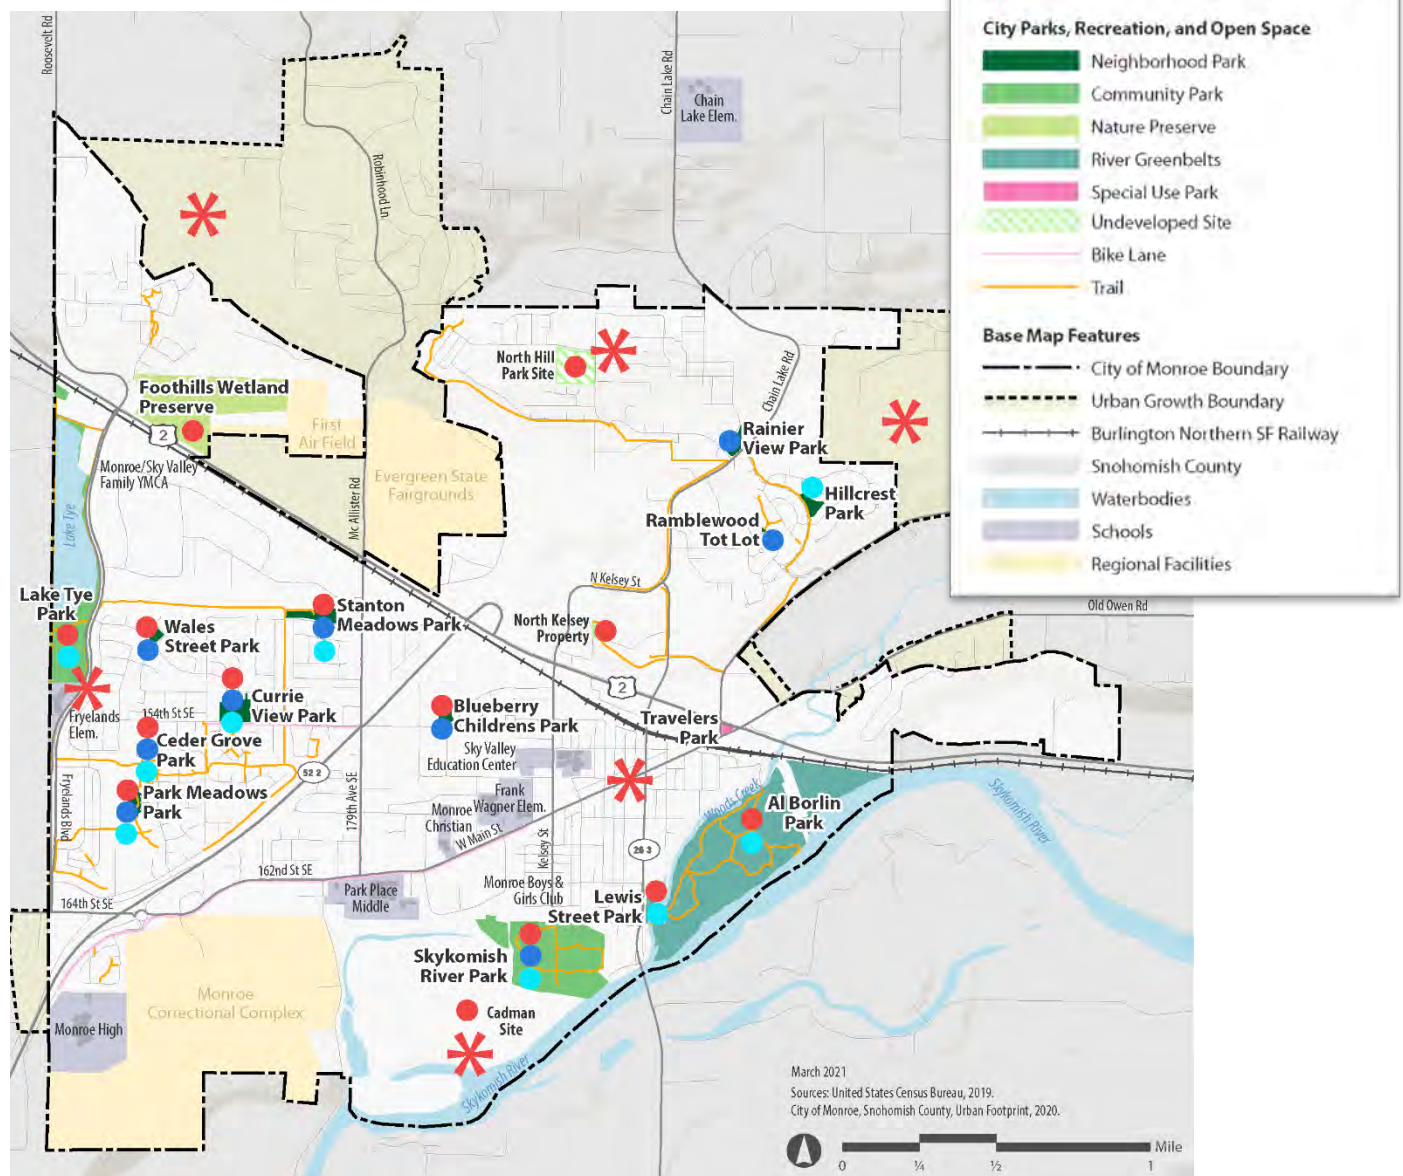 City Parks, Recreation, and Open Space
Neighborhood Park
Community Park
Nature Preserve
River Greenbelts
Special Use Park
Undeveloped Site
Bike Lane
Trail
Base Map Features
City of Monroe Boundary
Urban Growth Boundary
Burlington Northern SF Railway
Snohomish County
Waterbodies
Schools
Regional Facilities
Roosevelt Rd
Chain Lake Rd
Chain
Lake Elem.
Robinhood Ln
North Hill
Park Site
Chain Lake Rd
Foothills Wetland
Preserve
2
First
Air Field
Monroe/Sky Valley
Family YMCA
Evergreen State
Fairgrounds
Mc Allister Rd
Rainier
View Park
Hillcrest
Park
Ramblewood
Tot Lot
Lake Tye
N Kelsey St
Lake Tye
Park
Stanton
Meadows Park
Wales
Street Park
North Kelsey
Property
Old Owen Rd
2
Currie
View Park
Blueberry
Childrens Park
Travelers
Park
Fryelands
Elem.
154th St SE
Ceder Grove
Park
Sky Valley
Education Center
52 2
Park Meadows
Park
Fryelands Blvd
179th Ave SE
Frank
Wagner Elem.
Monroe
Christian
W Main St
Kelsey St
Woods Creek
Al Borlin
Park
Skykomish River
26 3
162nd St SE
Park Place
Middle
Monroe Boys &
Girls Club
Lewis
Street Park
164th St SE
Skykomish
River Park
Monroe
Correctional Complex
Monroe High
Cadman
Site
Skykomish River
March 2021
Sources: United States Census Bureau, 2019.
City of Monroe, Snohomish County, Urban Footprint, 2020.
Mile
0 ¼ ½ 1